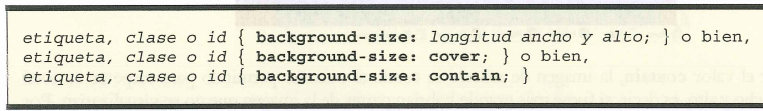 etiqueta, clase o id { background-size: longitud ancho y alto; } o bien,
etiqueta, clase o id { background-size: cover; } o bien,
etiqueta, clase o id { background-size: contain; }